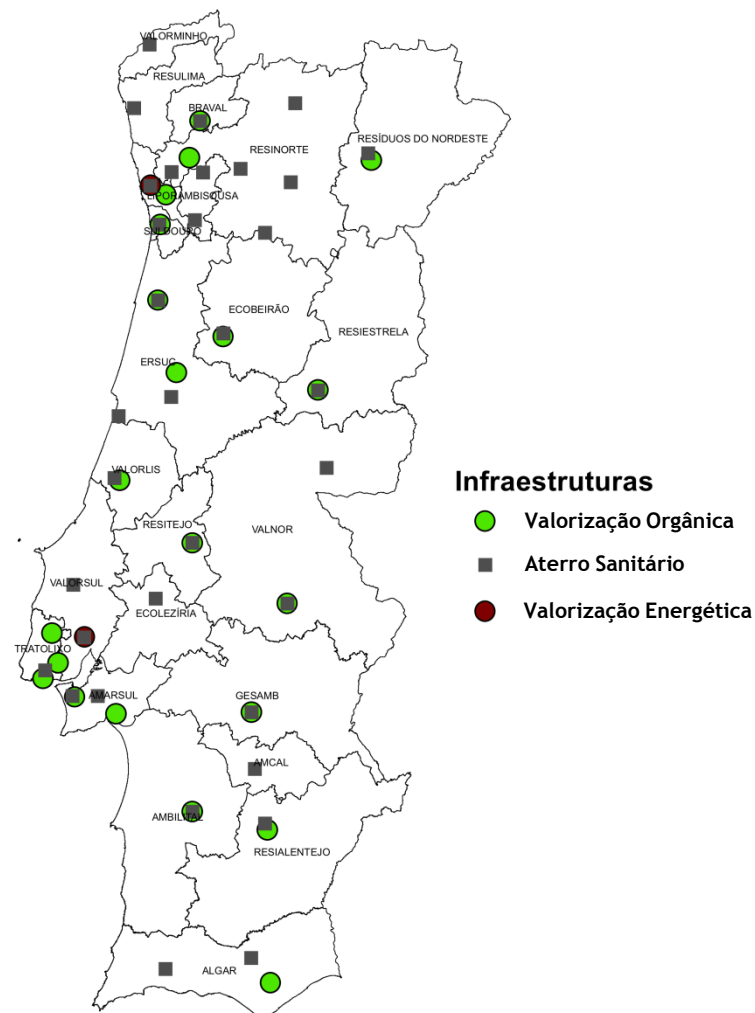 VALORMINHO
RESULIMA
BRAVAL
RESÍDUOS DO NORDESTE
RESINORTE
LIPOR
AMBISOUSA
SULDOURO
ECOBEIRÃO
RESIESTRELA
ERSUC
VALORLIS
Infraestruturas
Valorização Orgânica
RESITEJO
VALNOR
Aterro Sanitário
VALORSUL
ECOLEZÍRIA
Valorização Energética
TRATOLIXO
AMARSUL
GESAMB
AMCAL
AMBILITAL
RESIALENTEJO
ALGAR